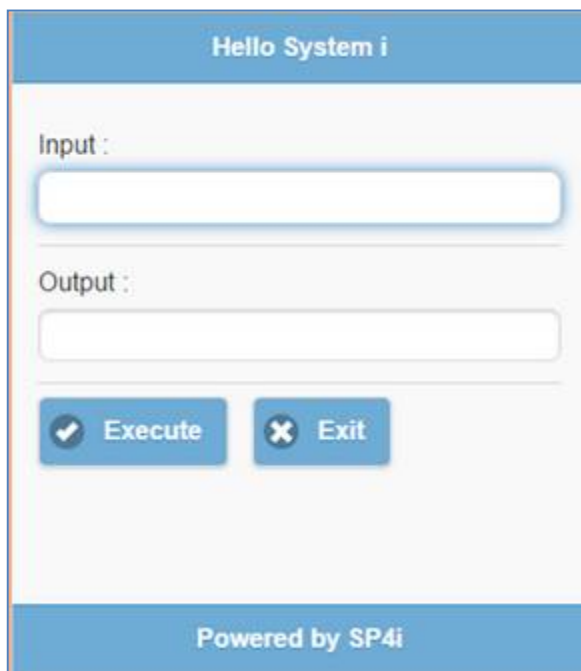 Hello System i
Input :
Output :
Execute Exit
Powered by SP4i